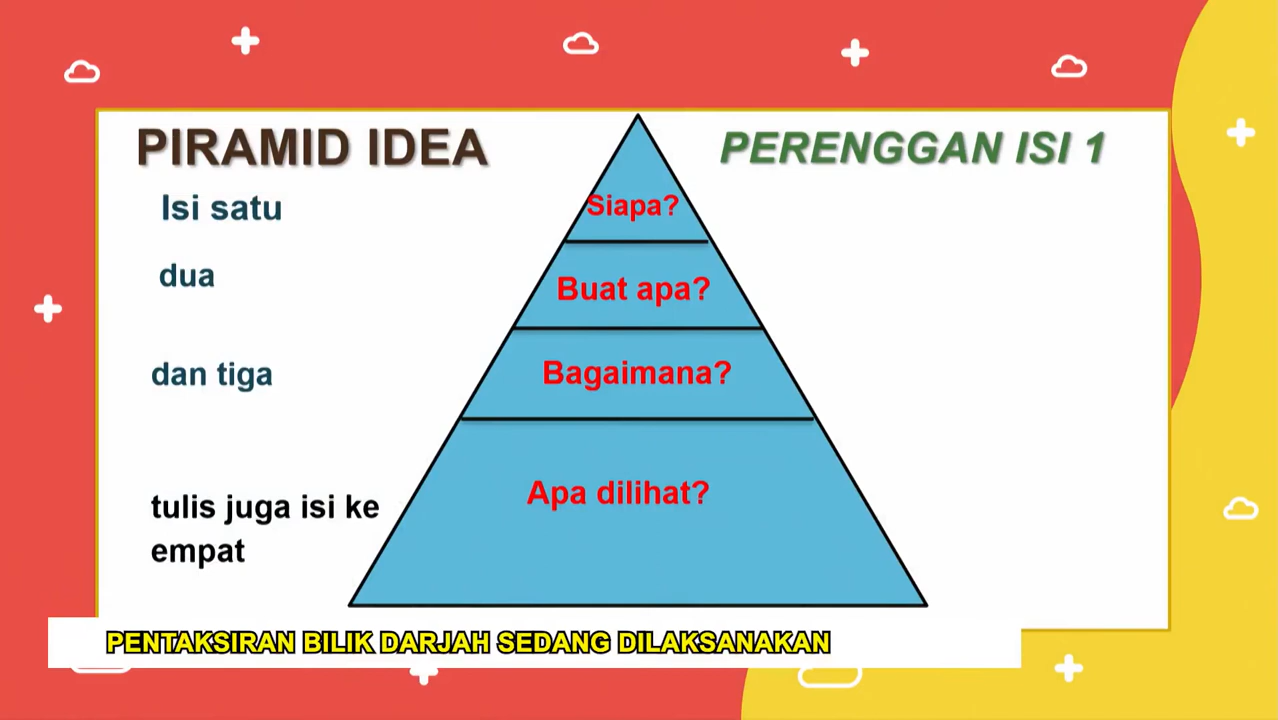 PIRAMID IDEA
PERENGGAN ISI 1
Isi satu
Siapa?
dua
Buat apa?
dan tiga
Bagaimana?
tulis juga isi ke
empat
Apa dilihat?
PENTAKSIRAN BILIK DARJAH SEDANG DILAKSANAKAN